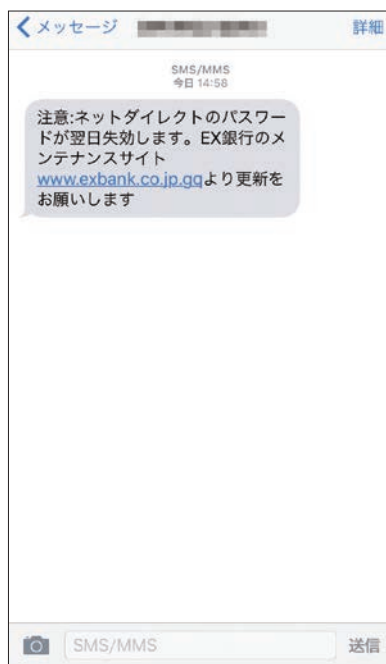 メッセージ
詳細
SMS/MMS
今日 14:58
注意:ネットダイレクトのパスワー
ドが翌日失効します。EX銀行のメ
ンテナンスサイト
www.exbank.co.jp.gqより更新を
お願いします
SMS/MMS
送信